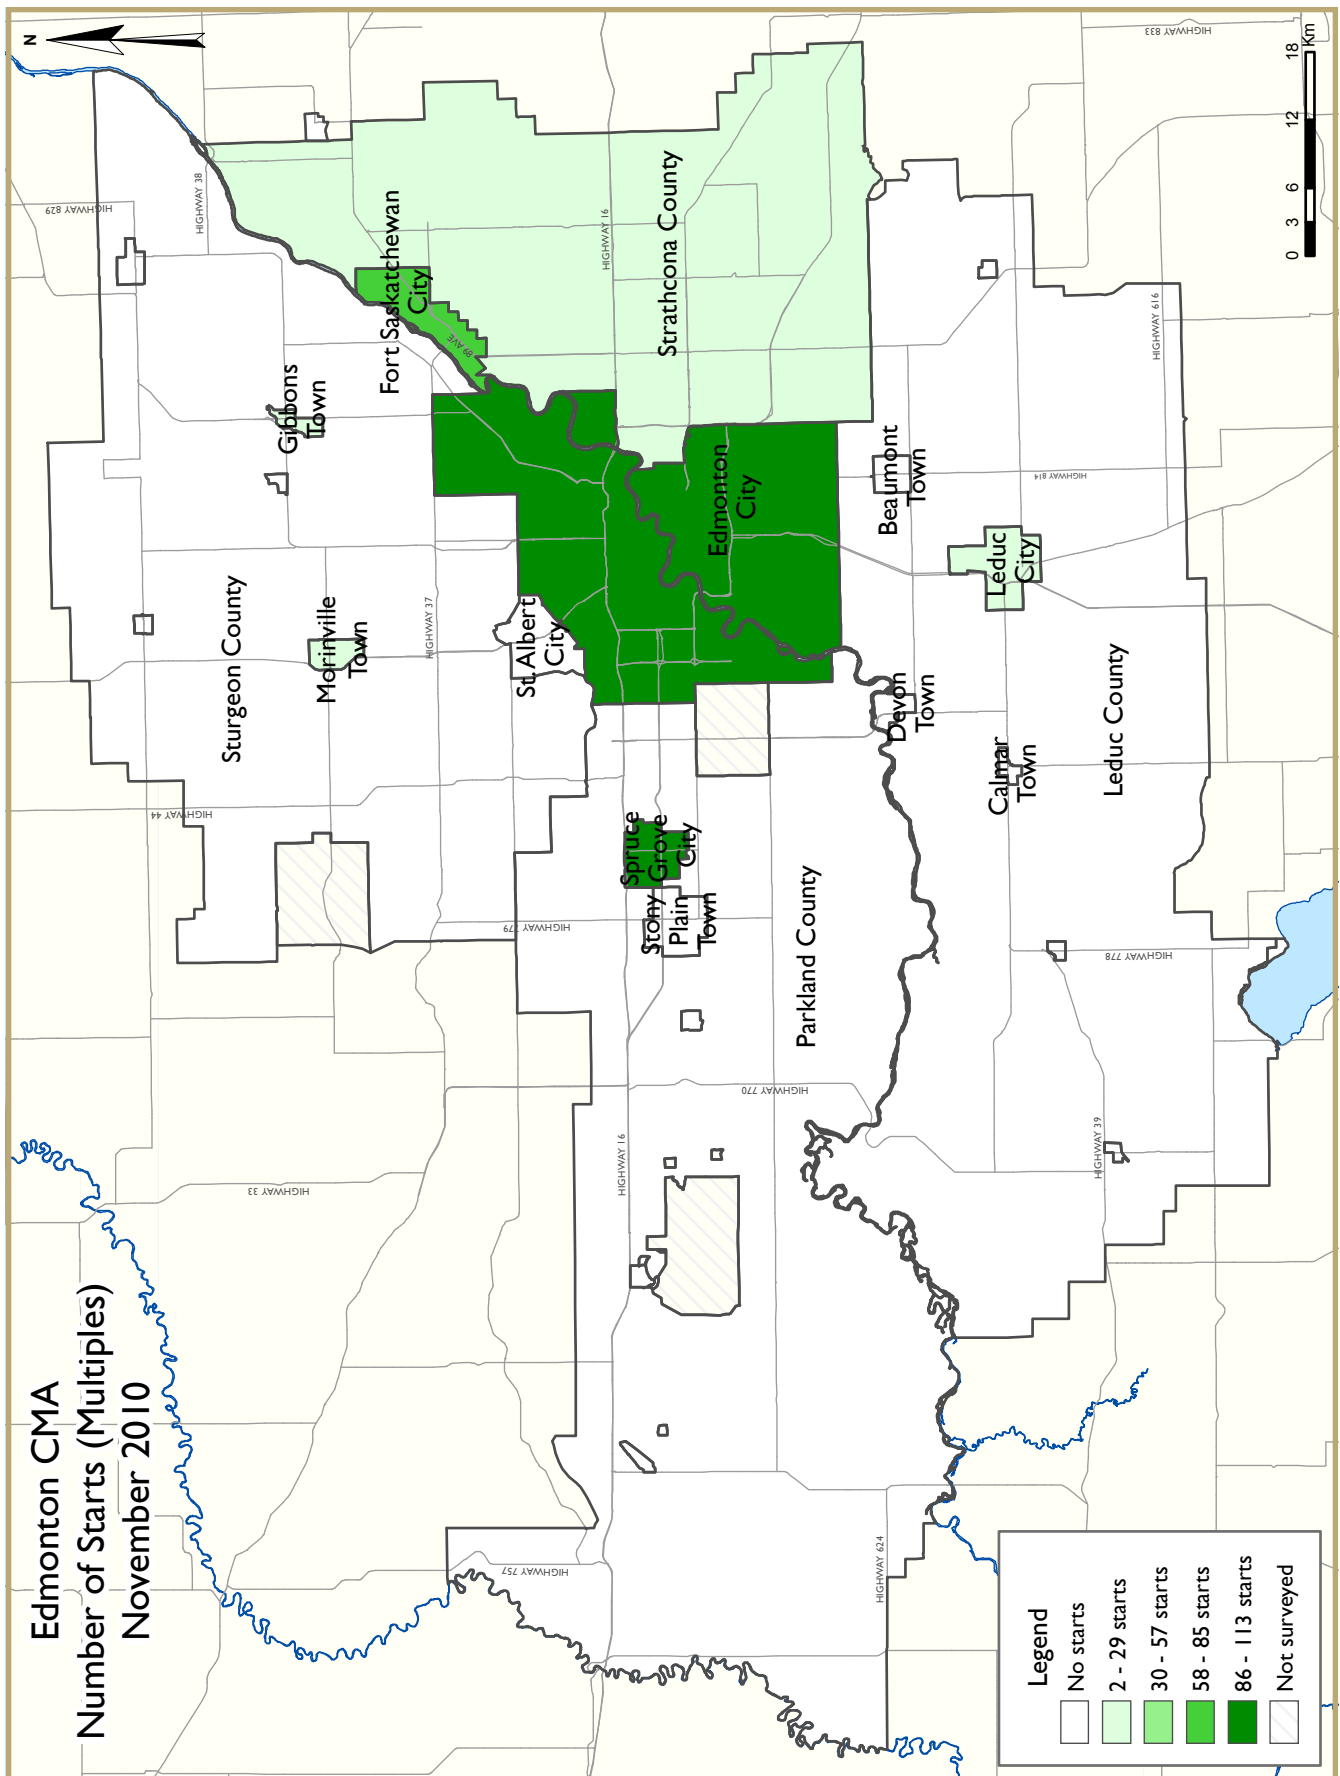 Edmonton CMA
Number of Starts (Multiples)
November 2010
N
HIGHWAY 829
HIGHWAY 38
HIGHWAY 833
Gibbons
Town
Fort Saskatchewan
City
89 AVE
Sturgeon County
Morinville
Town
HIGHWAY 37
HIGHWAY 44
HIGHWAY 779
St. Albert
City
HIGHWAY 16
Strathcona County
Edmonton
City
HIGHWAY 33
HIGHWAY 757
HIGHWAY 16
Spruce
Grove
City
Stony
Plain
Town
HIGHWAY 770
Parkland County
Beaumont
Town
HIGHWAY 814
HIGHWAY 616
Leduc
City
Devon
Town
Calmar
Town
Leduc County
HIGHWAY 778
HIGHWAY 39
HIGHWAY 624
Legend
No starts
2 - 29 starts
30 - 57 starts
58 - 85 starts
86 - 113 starts
Not surveyed
0 3 6 12 18
Km